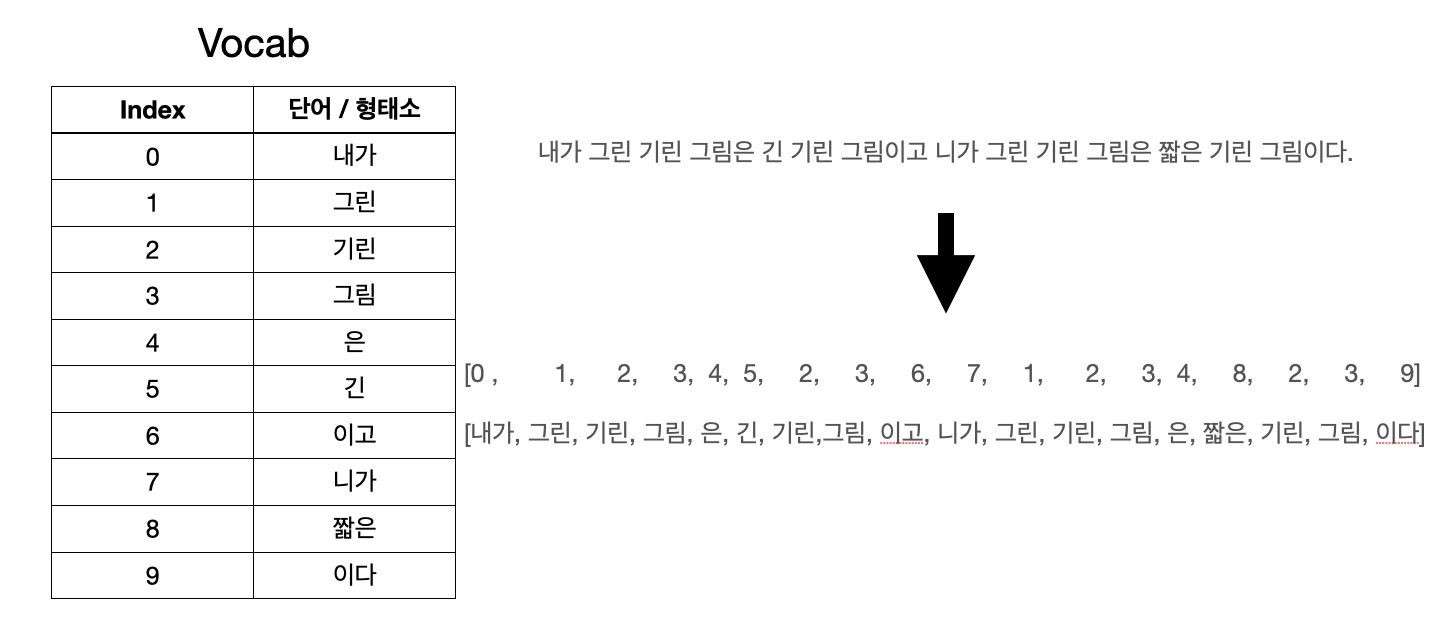 Vocab
Index 단어 / 형태소
0 내가
1 그린
2 기린
3 그림
4 은
5 긴
6 이고
7 니가
8 짧은
9 이다
내가 그린 기린 그림은 긴 기린 그림이고 니가 그린 기린 그림은 짧은 기린 그림이다.
[0 , 1, 2, 3, 4, 5, 2, 3, 6, 7, 1, 2, 3, 4, 8, 2, 3, 9]
[내가, 그린, 기린, 그림, 은, 긴, 기린,그림, 이고, 니가, 그린, 기린, 그림, 은, 짧은, 기린, 그림, 이다]